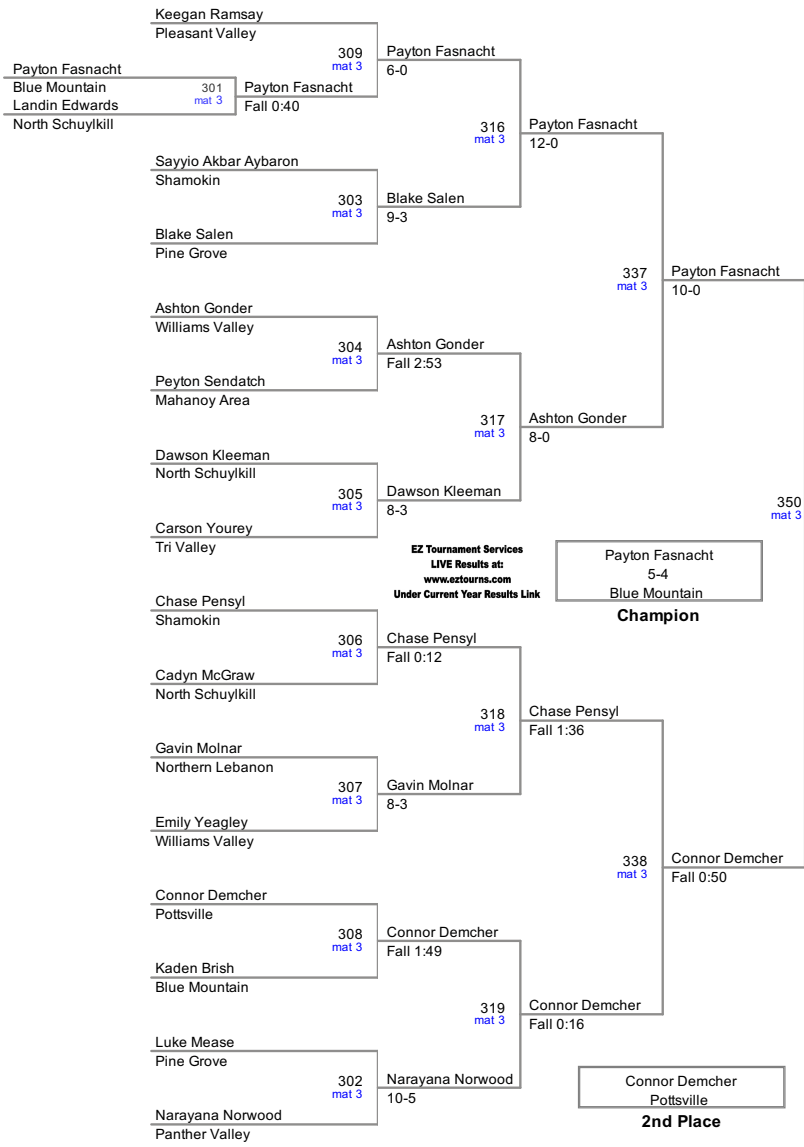 Keegan Ramsay
Pleasant Valley
309
mat 3
Payton Fasnacht
6-0
Payton Fasnacht
Blue Mountain
Landin Edwards
North Schuylkill
301
mat 3
Payton Fasnacht
Fall 0:40
316
mat 3
Payton Fasnacht
12-0
Sayyio Akbar Aybaron
Shamokin
303
mat 3
Blake Salen
9-3
Blake Salen
Pine Grove
337
mat 3
Payton Fasnacht
10-0
Ashton Gonder
Williams Valley
304
mat 3
Ashton Gonder
Fall 2:53
Peyton Sendatch
Mahanoy Area
317
mat 3
Ashton Gonder
8-0
Dawson Kleeman
North Schuylkill
305
mat 3
Dawson Kleeman
8-3
Carson Yourey
Tri Valley
350
mat 3
EZ Tournament Services
LIVE Results at:
www.eztourns.com
Under Current Year Results Link
Payton Fasnacht
5-4
Blue Mountain
Champion
Chase Pensyl
Shamokin
306
mat 3
Chase Pensyl
Fall 0:12
Cadyn McGraw
North Schuylkill
318
mat 3
Chase Pensyl
Fall 1:36
Gavin Molnar
Northern Lebanon
307
mat 3
Gavin Molnar
8-3
Emily Yeagley
Williams Valley
338
mat 3
Connor Demcher
Fall 0:50
Connor Demcher
Pottsville
308
mat 3
Connor Demcher
Fall 1:49
Kaden Brish
Blue Mountain
319
mat 3
Connor Demcher
Fall 0:16
Luke Mease
Pine Grove
302
mat 3
Narayana Norwood
10-5
Narayana Norwood
Panther Valley
Connor Demcher
Pottsville
2nd Place